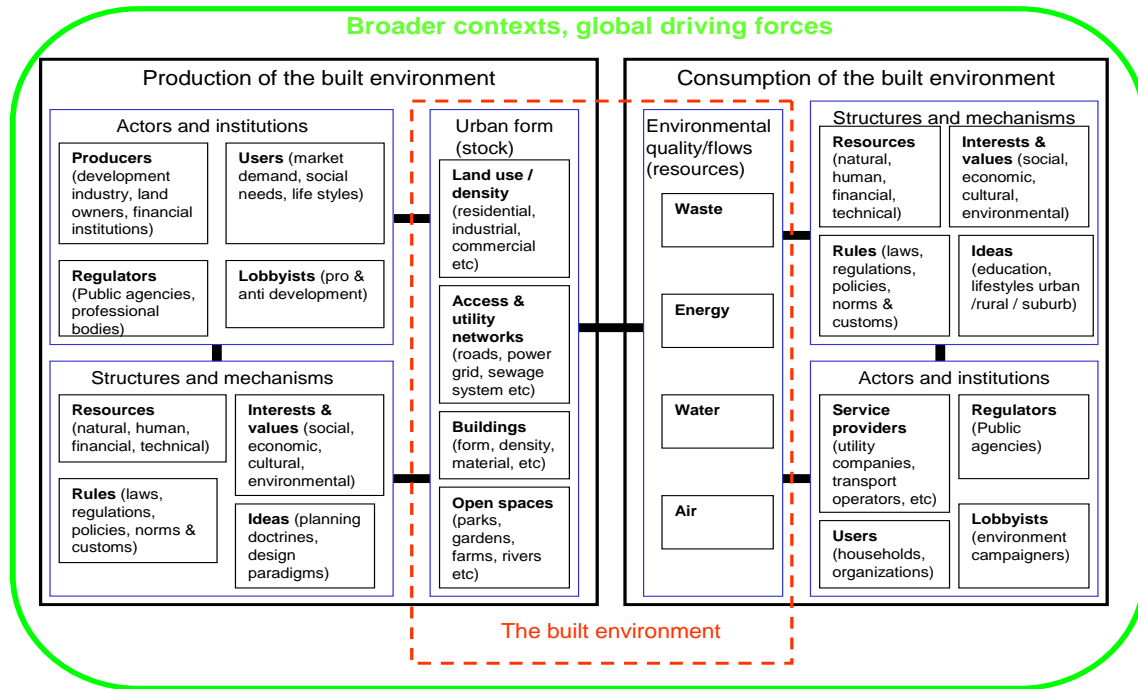 Broader contexts, global driving forces
Production of the built environment
Actors and institutions
Producers
(development
industry, land
owners, financial
institutions)
Users (market
demand, social
needs, life styles)
Regulators
(Public agencies,
professional
bodies)
Lobbyists (pro &
anti development)
Structures and mechanisms
Resources
(natural, human,
financial, technical)
Interests &
values (social,
economic,
cultural,
environmental)
Rules (laws,
regulations,
policies, norms &
customs)
Ideas (planning
doctrines,
design
paradigms)
Urban form
(stock)
Land use /
density
(residential,
industrial,
commercial
etc)
Access &
utility
networks
(roads, power
grid, sewage
system etc)
Buildings
(form, density,
material, etc)
Open spaces
(parks,
gardens,
farms, rivers
etc)
Consumption of the built environment
Environmental
quality/flows
(resources)
Waste
Energy
Water
Air
Structures and mechanisms
Resources
(natural,
human,
financial,
technical)
Interests &
values (social,
economic,
cultural,
environmental)
Rules (laws,
regulations,
policies,
norms &
customs)
Ideas
(education,
lifestyles urban
/rural / suburb)
Actors and institutions
Service
providers
(utility
companies,
transport
operators, etc)
Regulators
(Public
agencies)
Users
(households,
organizations)
Lobbyists
(environment
campaigners)
The built environment